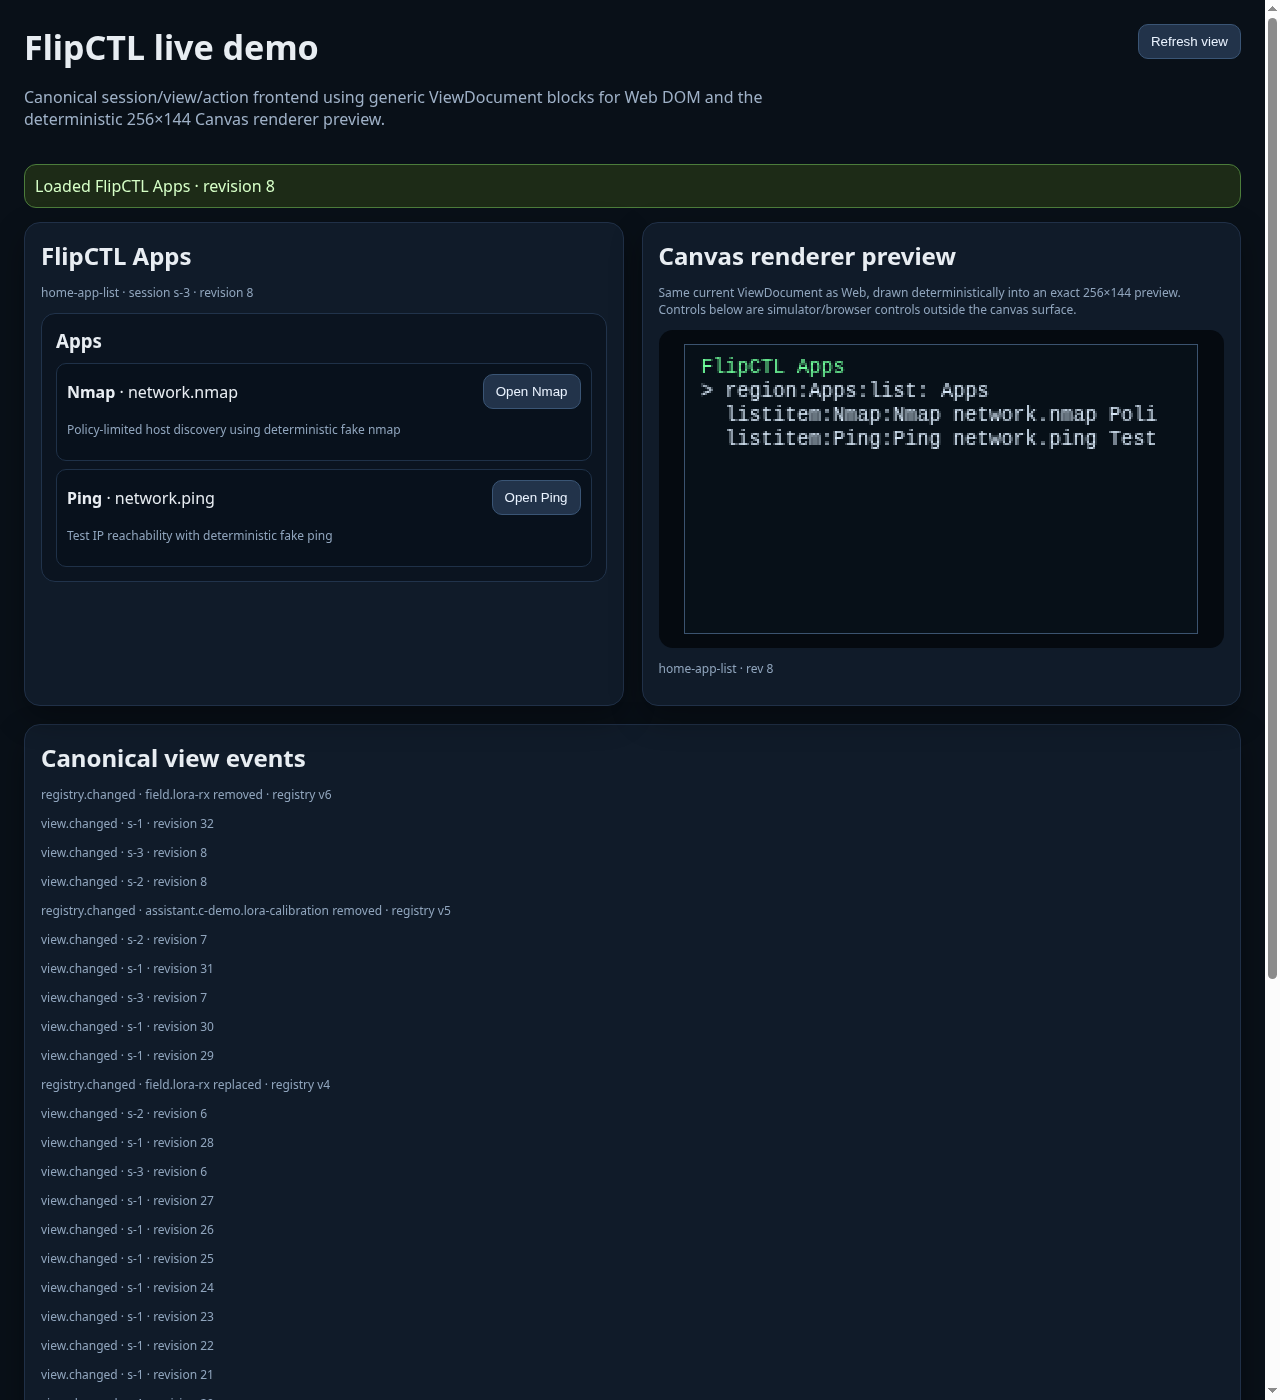 FlipCTL live demo
Refresh view
Canonical session/view/action frontend using generic ViewDocument blocks for Web DOM and the
deterministic 256×144 Canvas renderer preview.
Loaded FlipCTL Apps · revision 8
FlipCTL Apps
home-app-list · session s-3 · revision 8
Apps
Nmap · network.nmap
Open Nmap
Policy-limited host discovery using deterministic fake nmap
Ping · network.ping
Open Ping
Test IP reachability with deterministic fake ping
Canvas renderer preview
Same current ViewDocument as Web, drawn deterministically into an exact 256×144 preview.
Controls below are simulator/browser controls outside the canvas surface.
FlipCTL Apps
> region:Apps:list: Apps
listitem:Nmap:Nmap network.nmap Poli
listitem:Ping:Ping network.ping Test
home-app-list · rev 8
Canonical view events
registry.changed · field.lora-rx removed · registry v6
view.changed · s-1 · revision 32
view.changed · s-3 · revision 8
view.changed · s-2 · revision 8
registry.changed · assistant.c-demo.lora-calibration removed · registry v5
view.changed · s-2 · revision 7
view.changed · s-1 · revision 31
view.changed · s-3 · revision 7
view.changed · s-1 · revision 30
view.changed · s-1 · revision 29
registry.changed · field.lora-rx replaced · registry v4
view.changed · s-2 · revision 6
view.changed · s-1 · revision 28
view.changed · s-3 · revision 6
view.changed · s-1 · revision 27
view.changed · s-1 · revision 26
view.changed · s-1 · revision 25
view.changed · s-1 · revision 24
view.changed · s-1 · revision 23
view.changed · s-1 · revision 22
view.changed · s-1 · revision 21